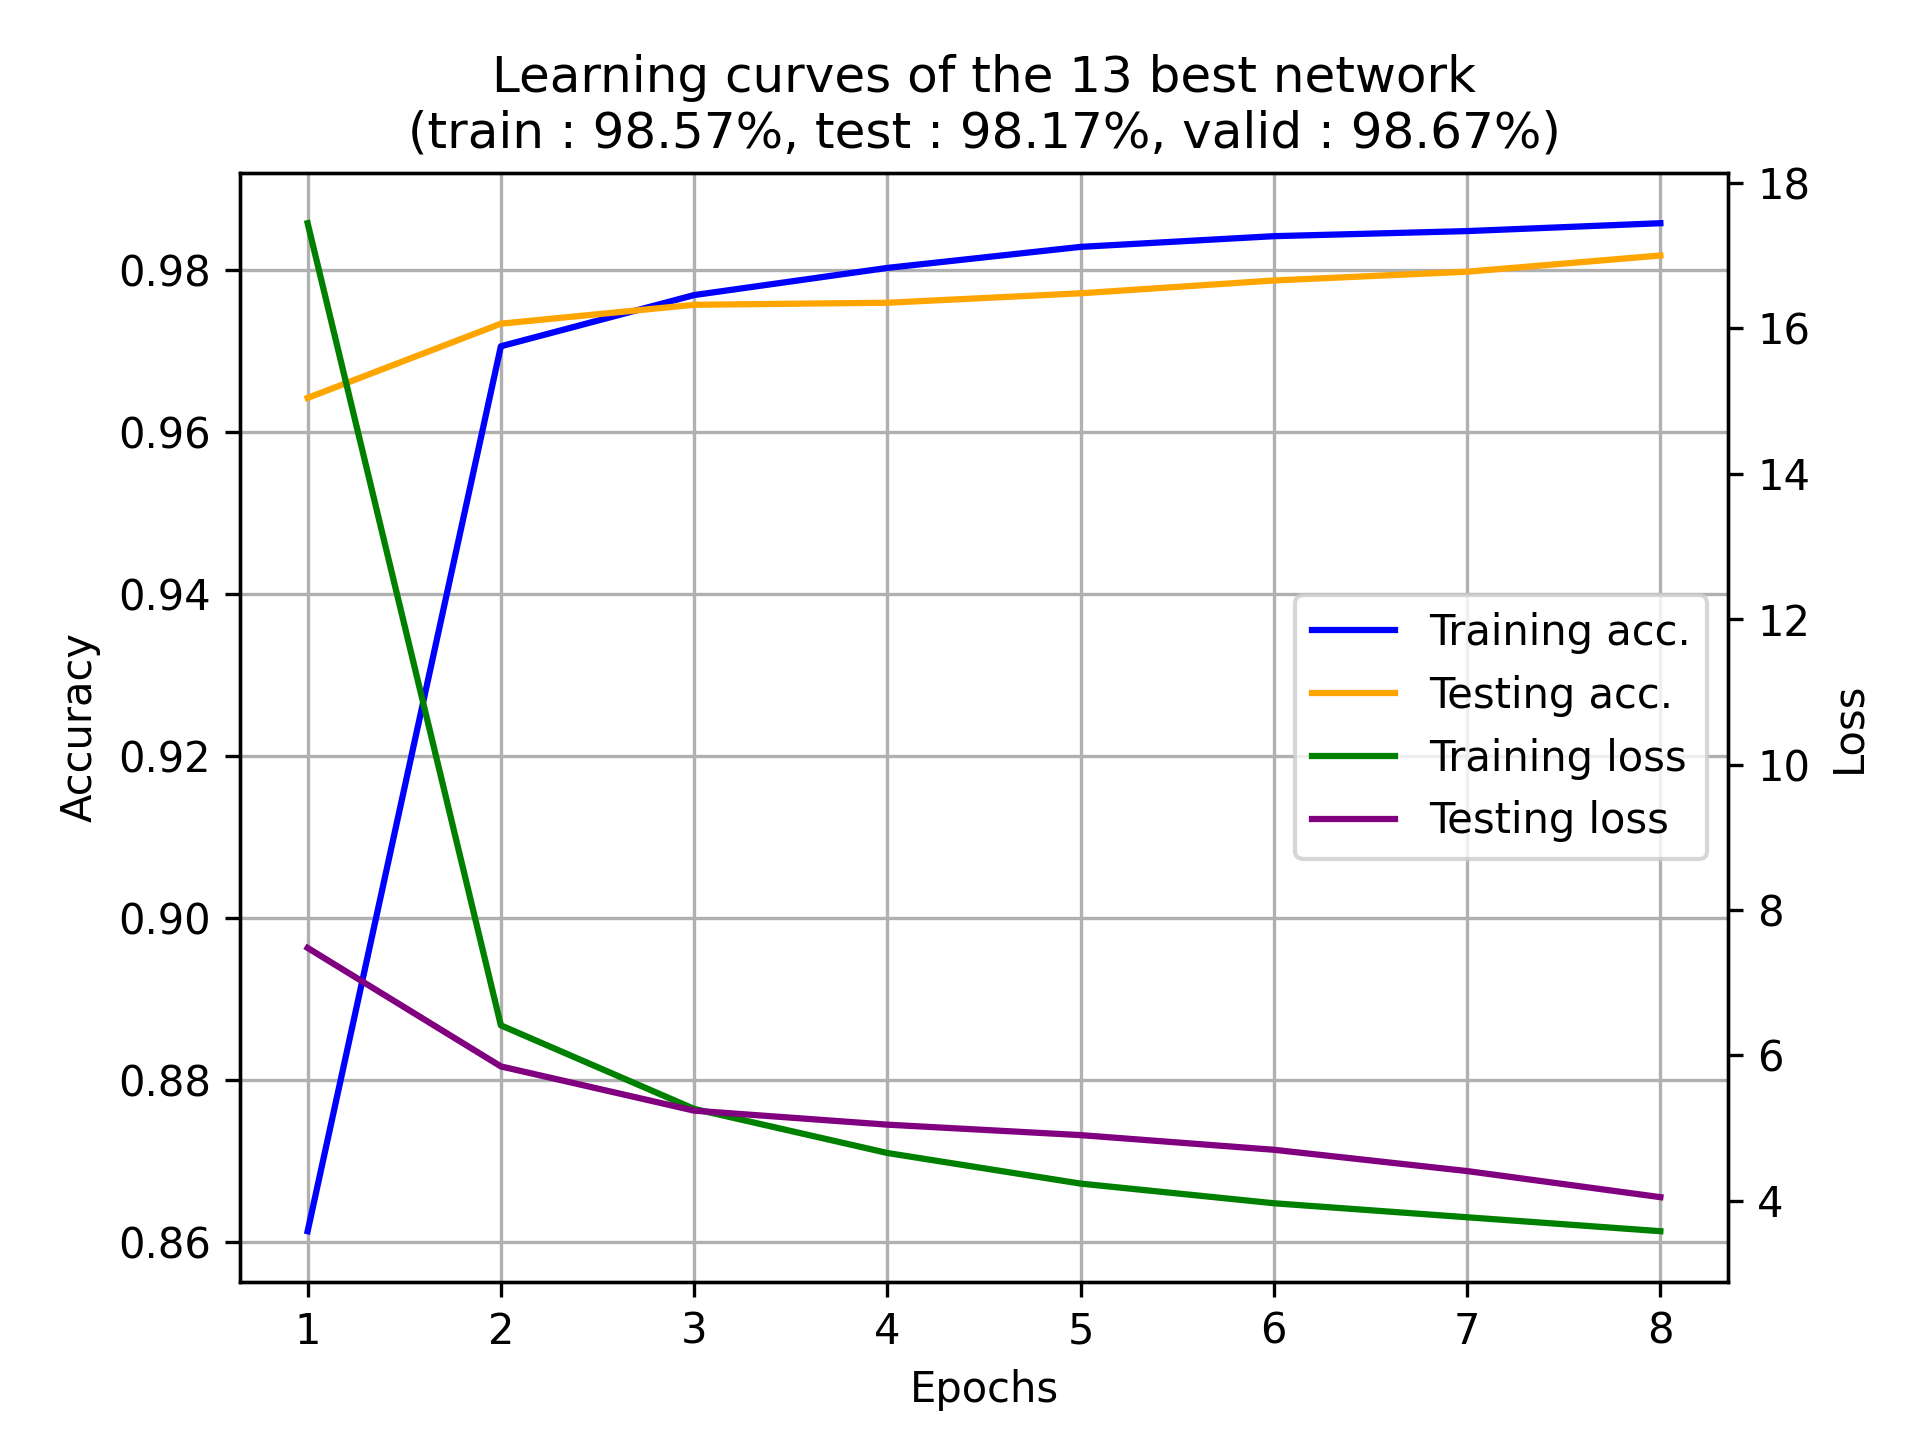 Learning curves of the 13 best network
(train : 98.57%, test : 98.17%, valid : 98.67%)
Accuracy
0.98
0.96
0.94
0.92
0.90
0.88
0.86
18
16
14
12
10
8
6
4
Loss
Training acc.
Testing acc.
Training loss
Testing loss
1 2 3 4 5 6 7 8
Epochs